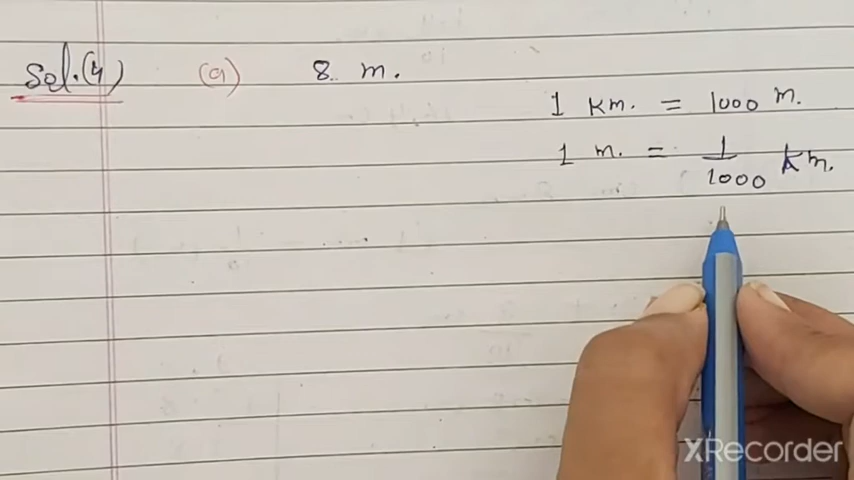 Sol.(4) (a) 8 m.
1 km. = 1000 m.
1 m. = 1/1000 km.
XRecorder